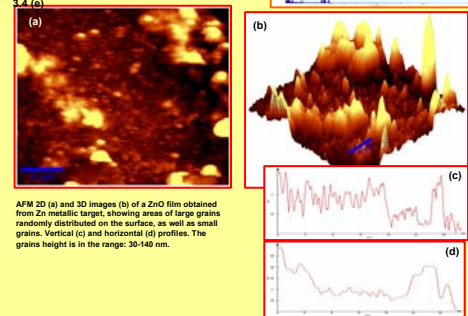 3.4 (e)
(a)
(b)
AFM 2D (a) and 3D images (b) of a ZnO film obtained
from Zn metallic target, showing areas of large grains
randomly distributed on the surface, as well as small
grains. Vertical (c) and horizontal (d) profiles. The
grains height is in the range: 30-140 nm.
(c)
(d)